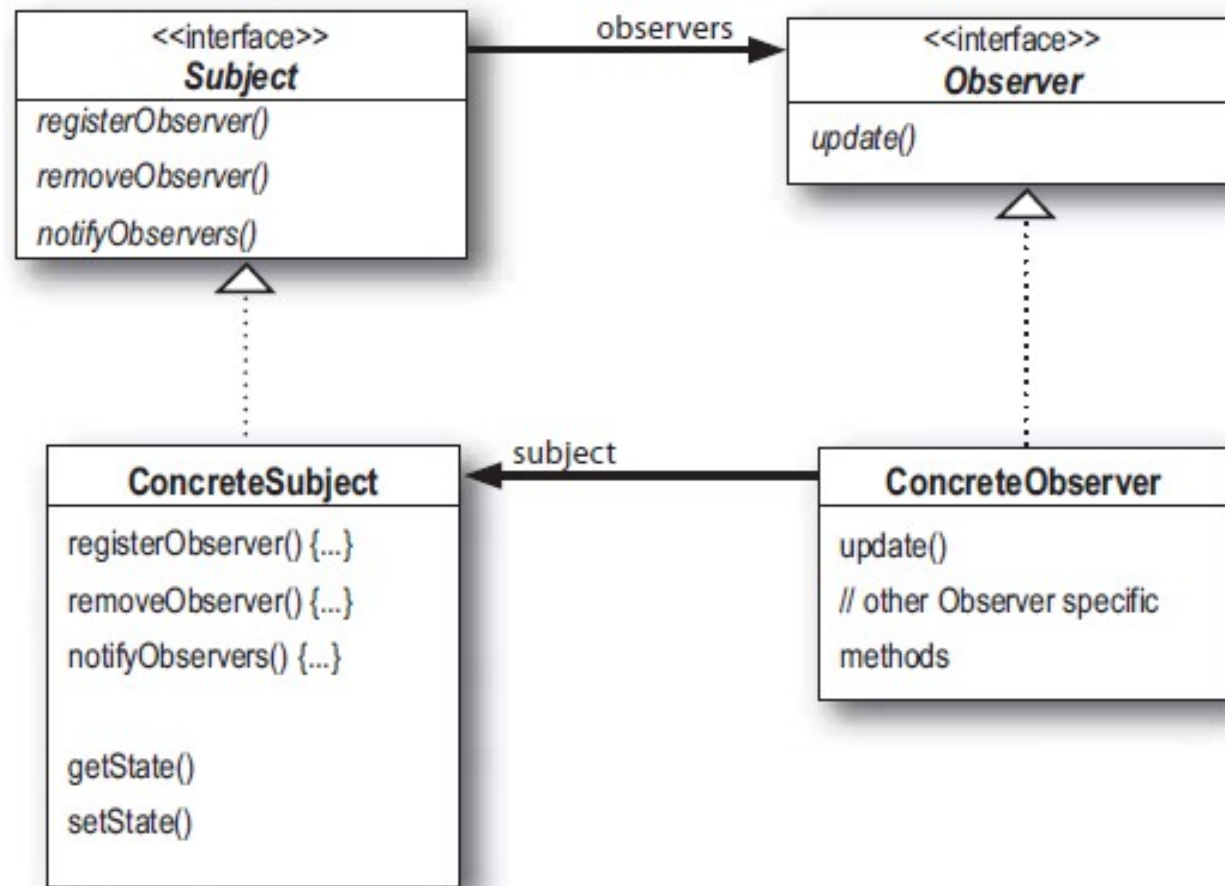 <<interface>>
Subject
registerObserver()
removeObserver()
notifyObservers()
observers
<<interface>>
Observer
update()
ConcreteSubject
registerObserver() {...}
removeObserver() {...}
notifyObservers() {...}
getState()
setState()
subject
ConcreteObserver
update()
// other Observer specific
methods